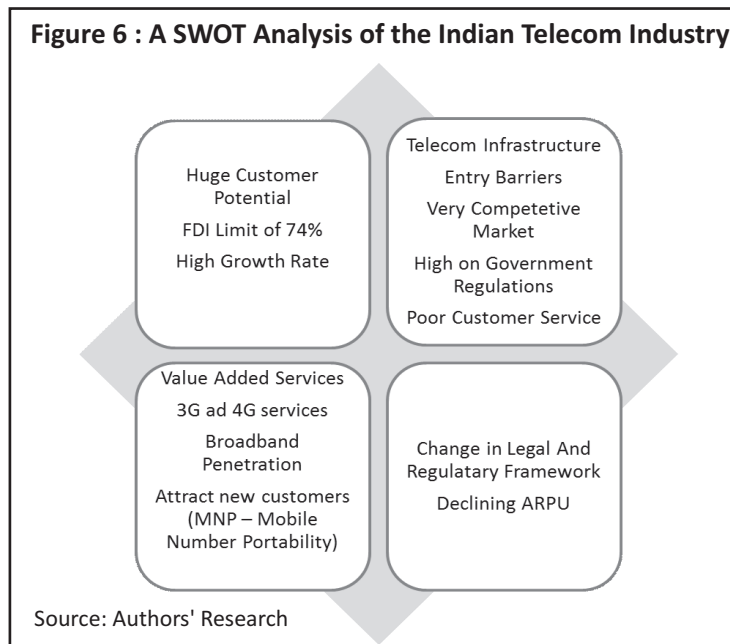 Figure 6 : A SWOT Analysis of the Indian Telecom Industry
Huge Customer
Potential
FDI Limit of 74%
High Growth Rate
Telecom Infrastructure
Entry Barriers
Very Competetive
Market
High on Government
Regulations
Poor Customer Service
Value Added Services
3G ad 4G services
Broadband
Penetration
Attract new customers
(MNP – Mobile
Number Portability)
Change in Legal And
Regulatary Framework
Declining ARPU
Source: Authors' Research